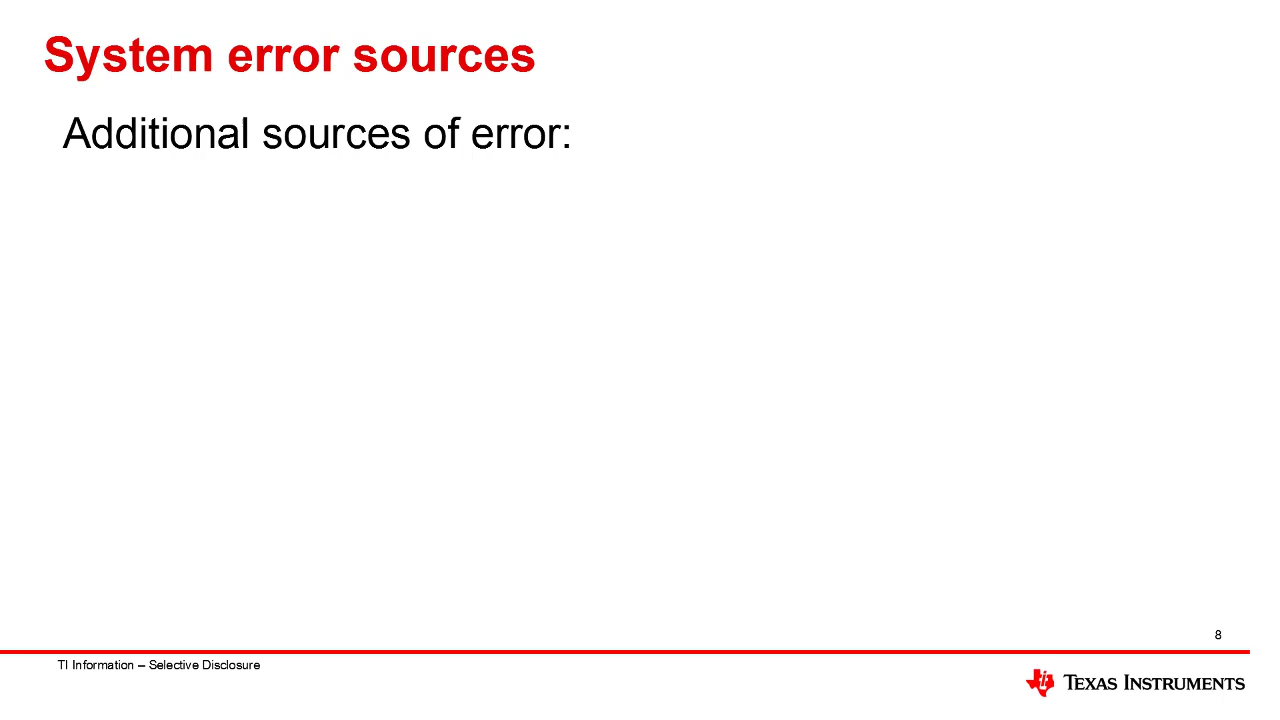 System error sources
Additional sources of error:
8
TI Information – Selective Disclosure
TEXAS INSTRUMENTS